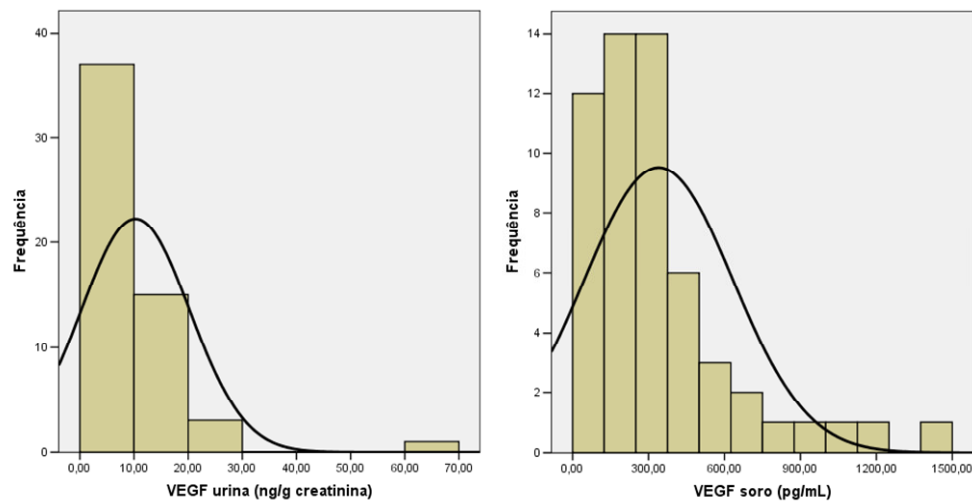 40
30
20
10
0
Frequência
0,00 10,00 20,00 30,00 40,00 50,00 60,00 70,00
VEGF urina (ng/g creatinina)
14
12
10
8
6
4
2
0
Frequência
0,00 300,00 600,00 900,00 1200,00 1500,00
VEGF soro (pg/mL)